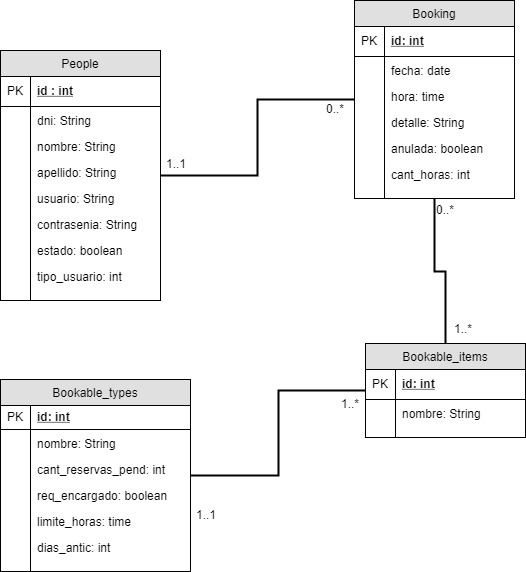 Booking
PK id: int
fecha: date
hora: time
detalle: String
anulada: boolean
cant_horas: int
People
PK id : int
dni: String
nombre: String
apellido: String
usuario: String
contrasenia: String
estado: boolean
tipo_usuario: int
0..*
1..1
0..*
1..*
Bookable_items
PK id: int
nombre: String
Bookable_types
PK id: int
nombre: String
cant_reservas_pend: int
req_encargado: boolean
limite_horas: time
dias_antic: int
1..*
1..1